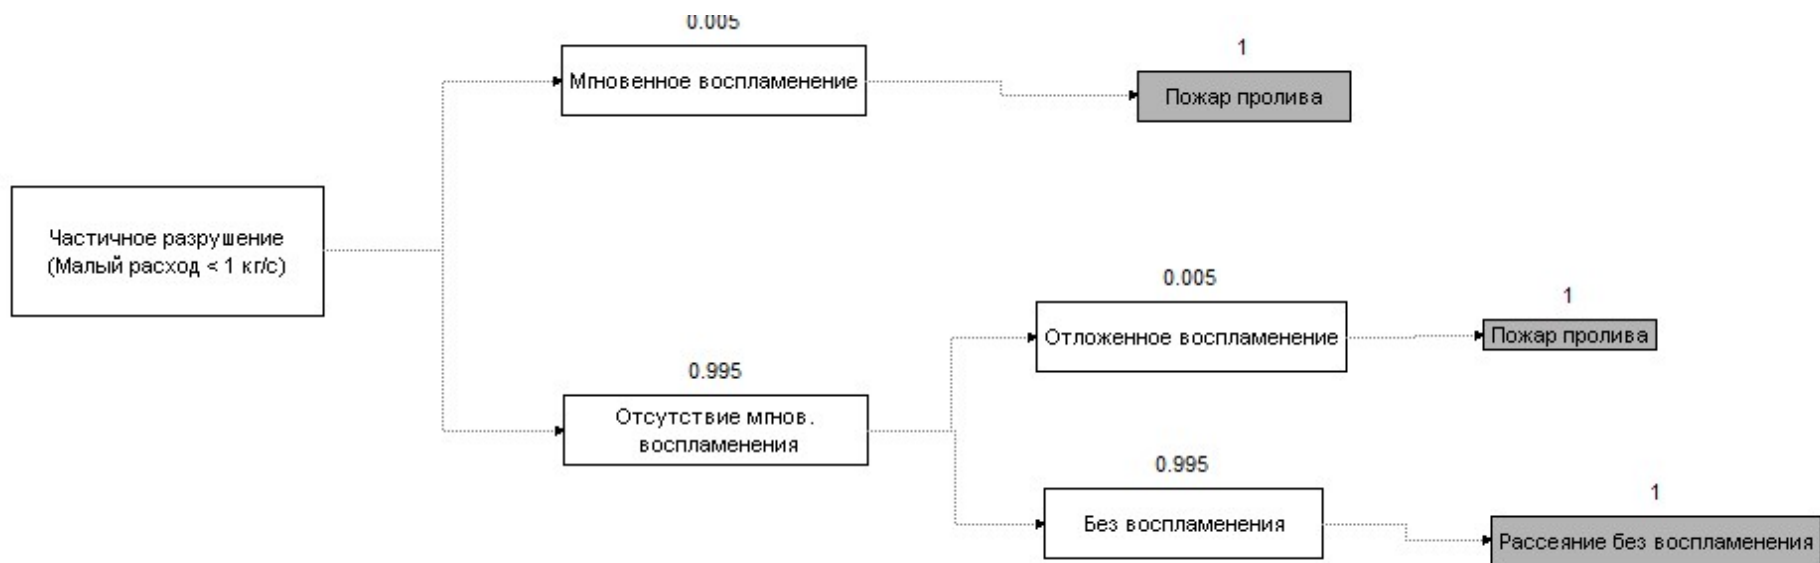 0.005
Мгновенное воспламенение
1
Пожар пролива
Частичное разрушение
(Малый расход < 1 кг/с)
0.005
Отложенное воспламенение
1
Пожар пролива
0.995
Отсутствие мгнов.
воспламенения
0.995
Без воспламенения
1
Рассеяние без воспламенения